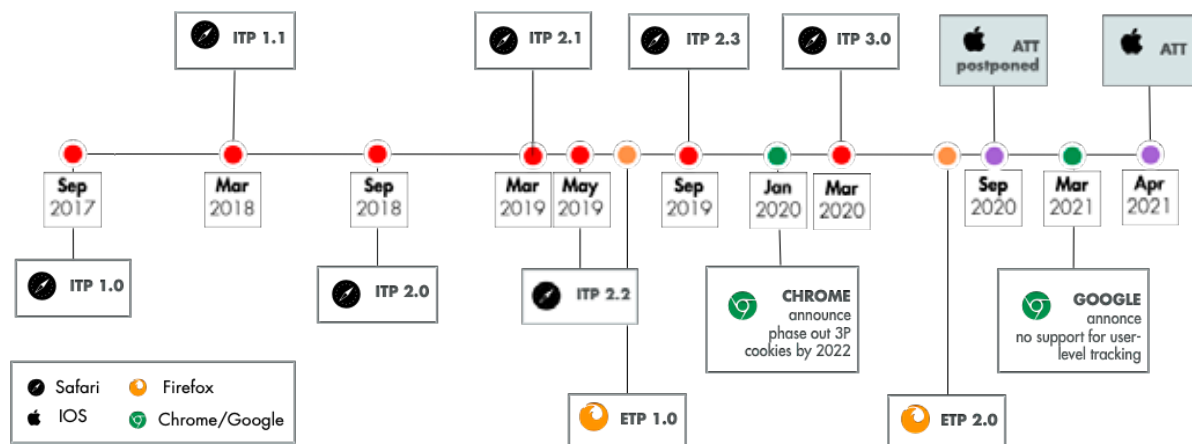 ITP 1.1
ITP 2.1
ITP 2.3
ITP 3.0
ATT
postponed
ATT
Sep
2017
Mar
2018
Sep
2018
Mar
2019
May
2019
Sep
2019
Jan
2020
Mar
2020
Sep
2020
Mar
2021
Apr
2021
ITP 1.0
ITP 2.0
ITP 2.2
CHROME
announce
phase out 3P
cookies by 2022
GOOGLE
annonce
no support for user-
level tracking
ETP 1.0
ETP 2.0
Safari
Firefox
IOS
Chrome/Google